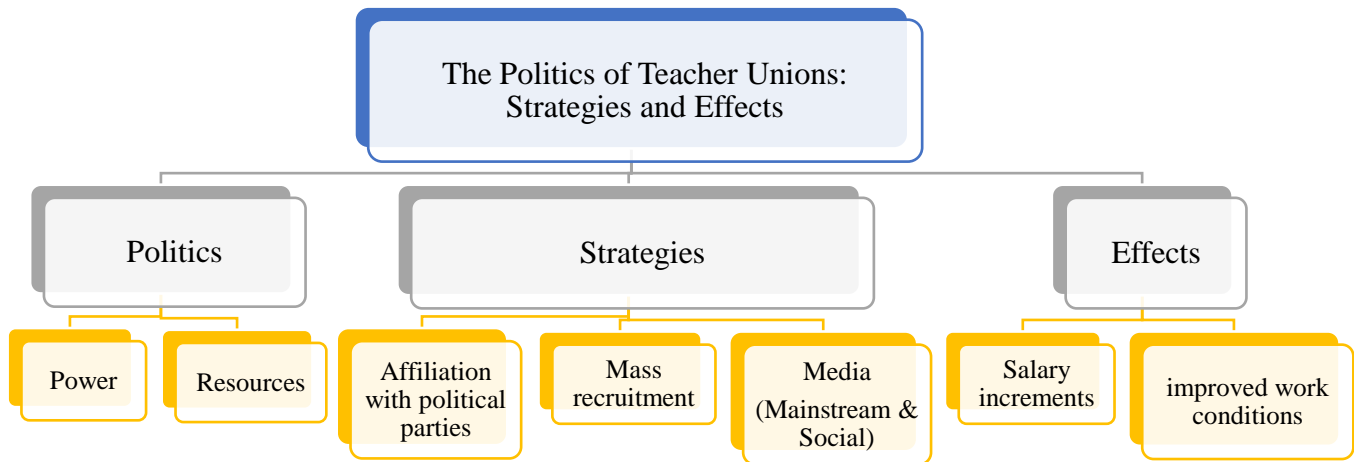 The Politics of Teacher Unions:
Strategies and Effects
Politics
Strategies
Effects
Power
Resources
Affiliation
with political
parties
Mass
recruitment
Media
(Mainstream &
Social)
Salary
increments
improved work
conditions